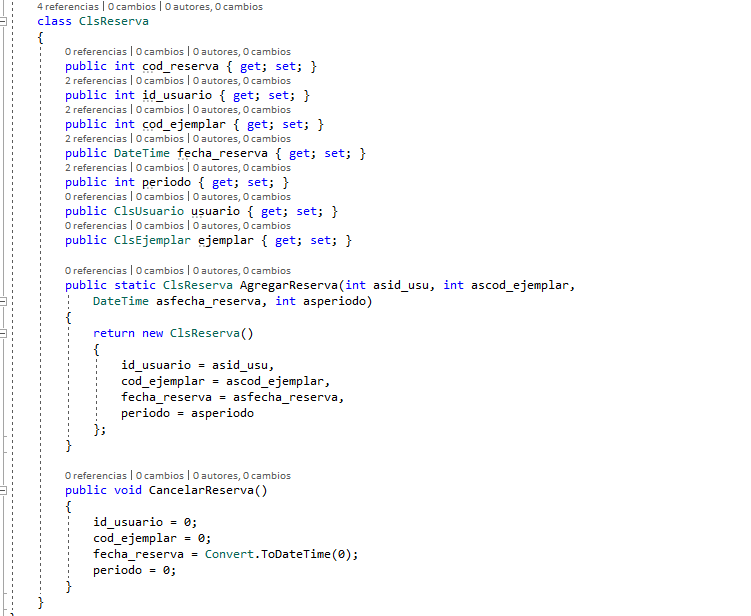 4 referencias | 0 cambios | 0 autores, 0 cambios
class ClsReserva
{
0 referencias | 0 cambios | 0 autores, 0 cambios
public int cod_reserva { get; set; }
2 referencias | 0 cambios | 0 autores, 0 cambios
public int id_usuario { get; set; }
2 referencias | 0 cambios | 0 autores, 0 cambios
public int cod_ejemplar { get; set; }
2 referencias | 0 cambios | 0 autores, 0 cambios
public DateTime fecha_reserva { get; set; }
2 referencias | 0 cambios | 0 autores, 0 cambios
public int periodo { get; set; }
0 referencias | 0 cambios | 0 autores, 0 cambios
public ClsUsuario usuario { get; set; }
0 referencias | 0 cambios | 0 autores, 0 cambios
public ClsEjemplar ejemplar { get; set; }
0 referencias | 0 cambios | 0 autores, 0 cambios
public static ClsReserva AgregarReserva(int asid_usu, int ascod_ejemplar,
DateTime asfecha_reserva, int asperiodo)
{
return new ClsReserva()
{
id_usuario = asid_usu,
cod_ejemplar = ascod_ejemplar,
fecha_reserva = asfecha_reserva,
periodo = asperiodo
};
}
0 referencias | 0 cambios | 0 autores, 0 cambios
public void CancelarReserva()
{
id_usuario = 0;
cod_ejemplar = 0;
fecha_reserva = Convert.ToDateTime(0);
periodo = 0;
}
}